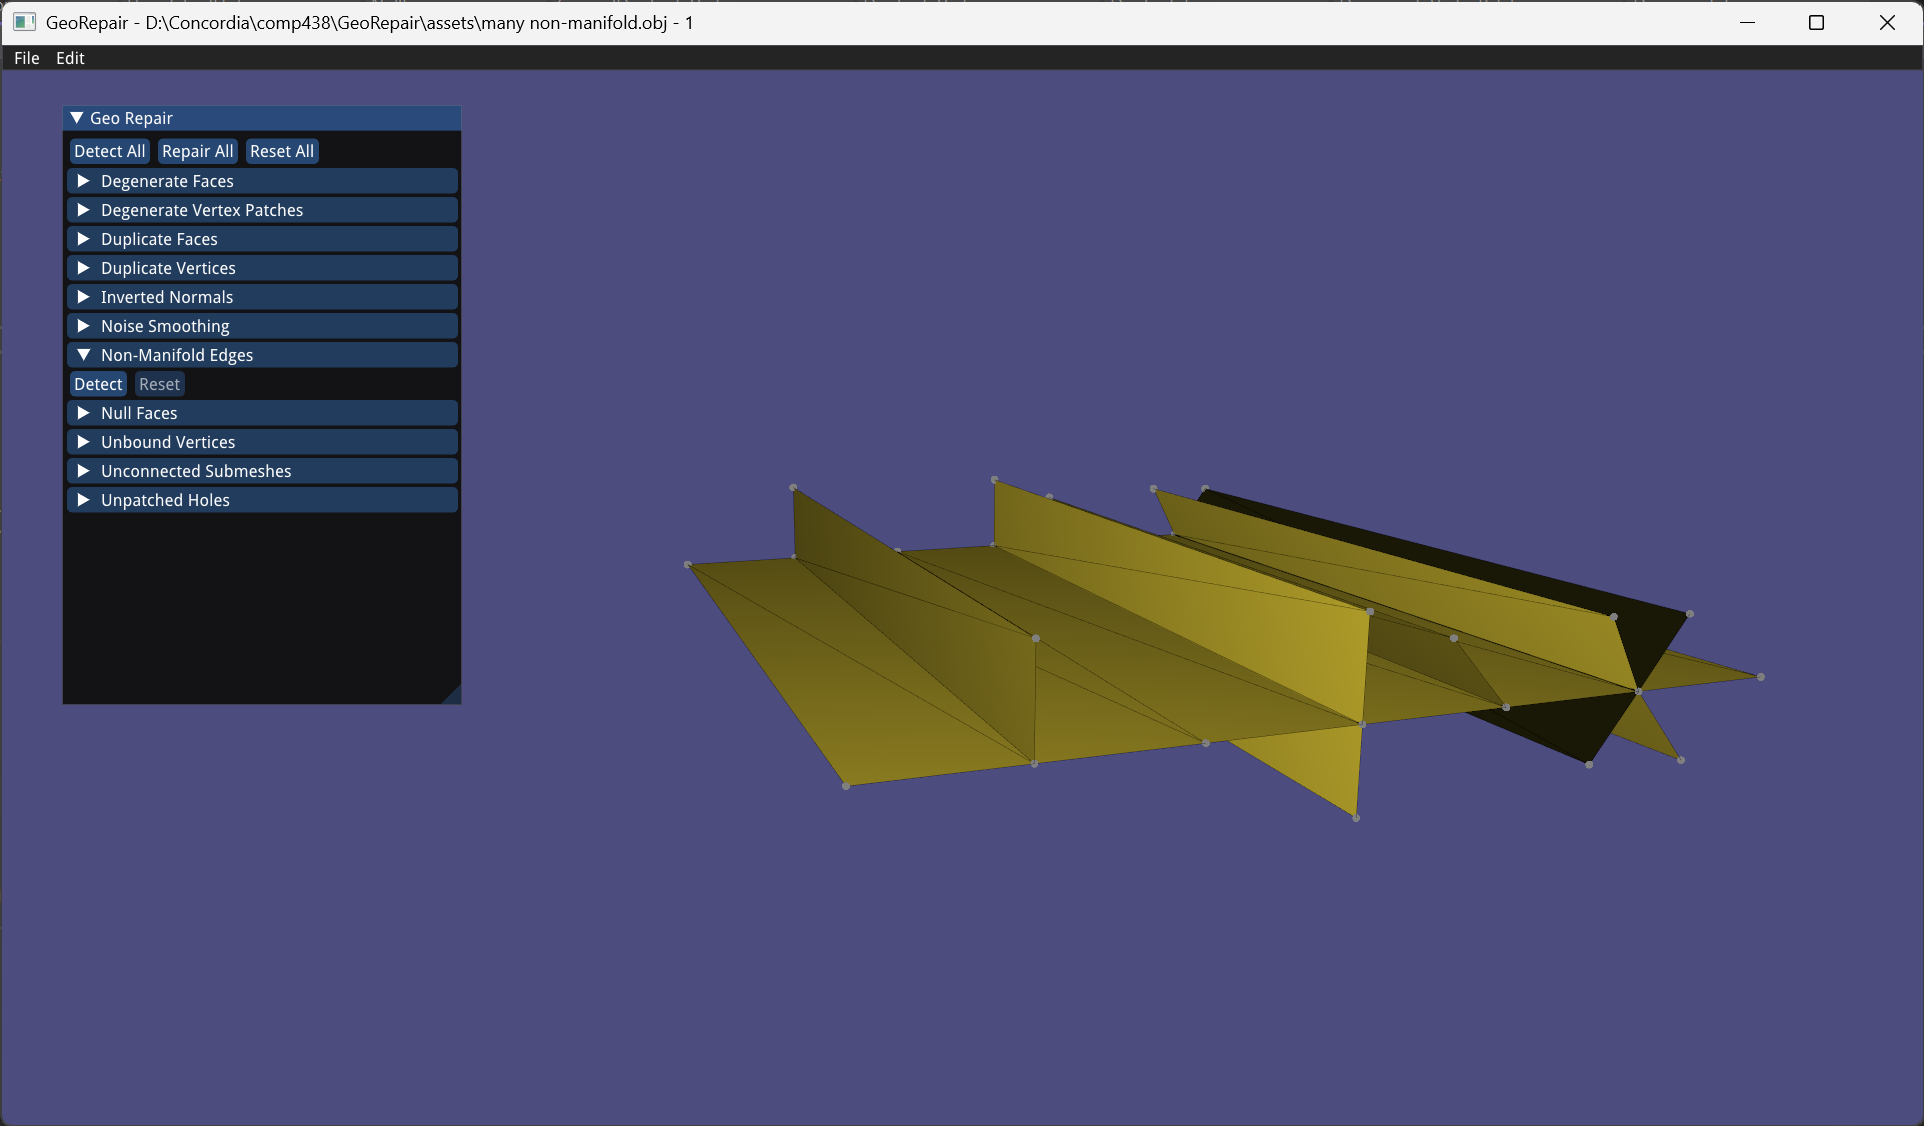 GeoRepair - D:\Concordia\comp438\GeoRepair\assets\many non-manifold.obj - 1
File Edit
Geo Repair
Detect All Repair All Reset All
Degenerate Faces
Degenerate Vertex Patches
Duplicate Faces
Duplicate Vertices
Inverted Normals
Noise Smoothing
Non-Manifold Edges
Detect Reset
Null Faces
Unbound Vertices
Unconnected Submeshes
Unpatched Holes